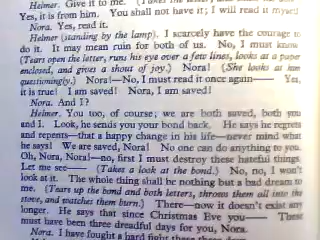 Helmer. Give it to me.
Yes, it is from him. You shall not have it; I will read it myself
Nora. Yes, read it.
Helmer (standing by the lamp). I scarcely have the courage to
do it. It may mean ruin for both of us. No, I must know
(Tears open the letter, runs his eye over a few lines, looks at a paper
enclosed, and gives a shout of joy.) Nora! (She looks at him
questioningly.) Nora!—No, I must read it once again—— Yes,
it is true! I am saved! Nora, I am saved!
Nora. And I?
Helmer. You too, of course; we are both saved, both you
and I. Look, he sends you your bond back. He says he regrets
and repents—that a happy change in his life—never mind what
he says! We are saved, Nora! No one can do anything to you.
Oh, Nora, Nora!—no, first I must destroy these hateful things.
Let me see——. (Takes a look at the bond.) No, no, I won't
look at it. The whole thing shall be nothing but a bad dream to
me. (Tears up the bond and both letters, throws them all into the
stove, and watches them burn.) There—now it doesn't exist any
longer. He says that since Christmas Eve you—— These
must have been three dreadful days for you, Nora.
Nora. I have fought a hard fight these